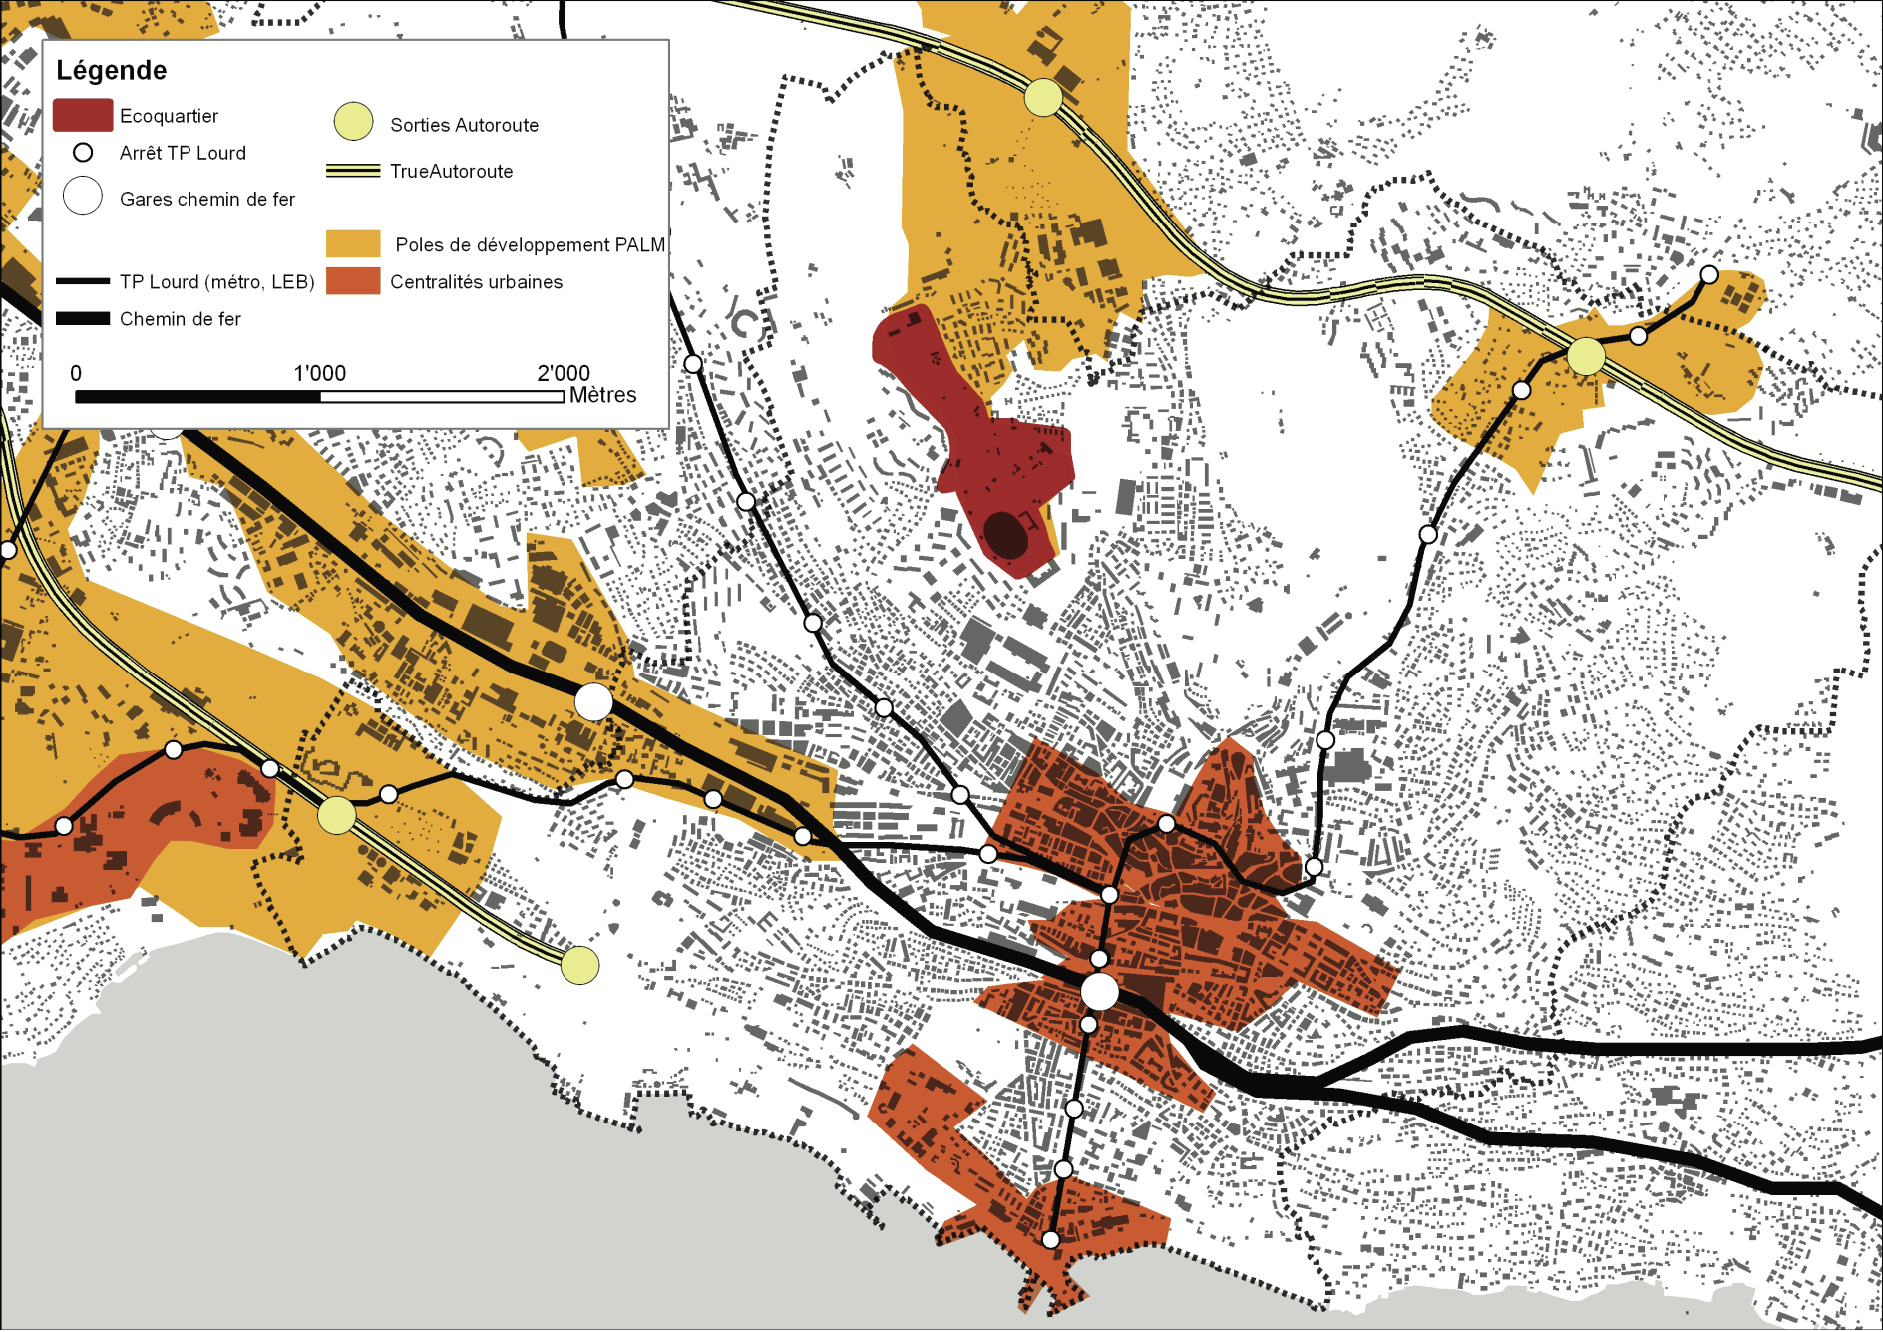 Légende
Ecoquartier
Arrêt TP Lourd
Gares chemin de fer
TP Lourd (métro, LEB)
Chemin de fer
Sorties Autoroute
TrueAutoroute
Poles de développement PALM
Centralités urbaines
0 1'000 2'000
Mètres